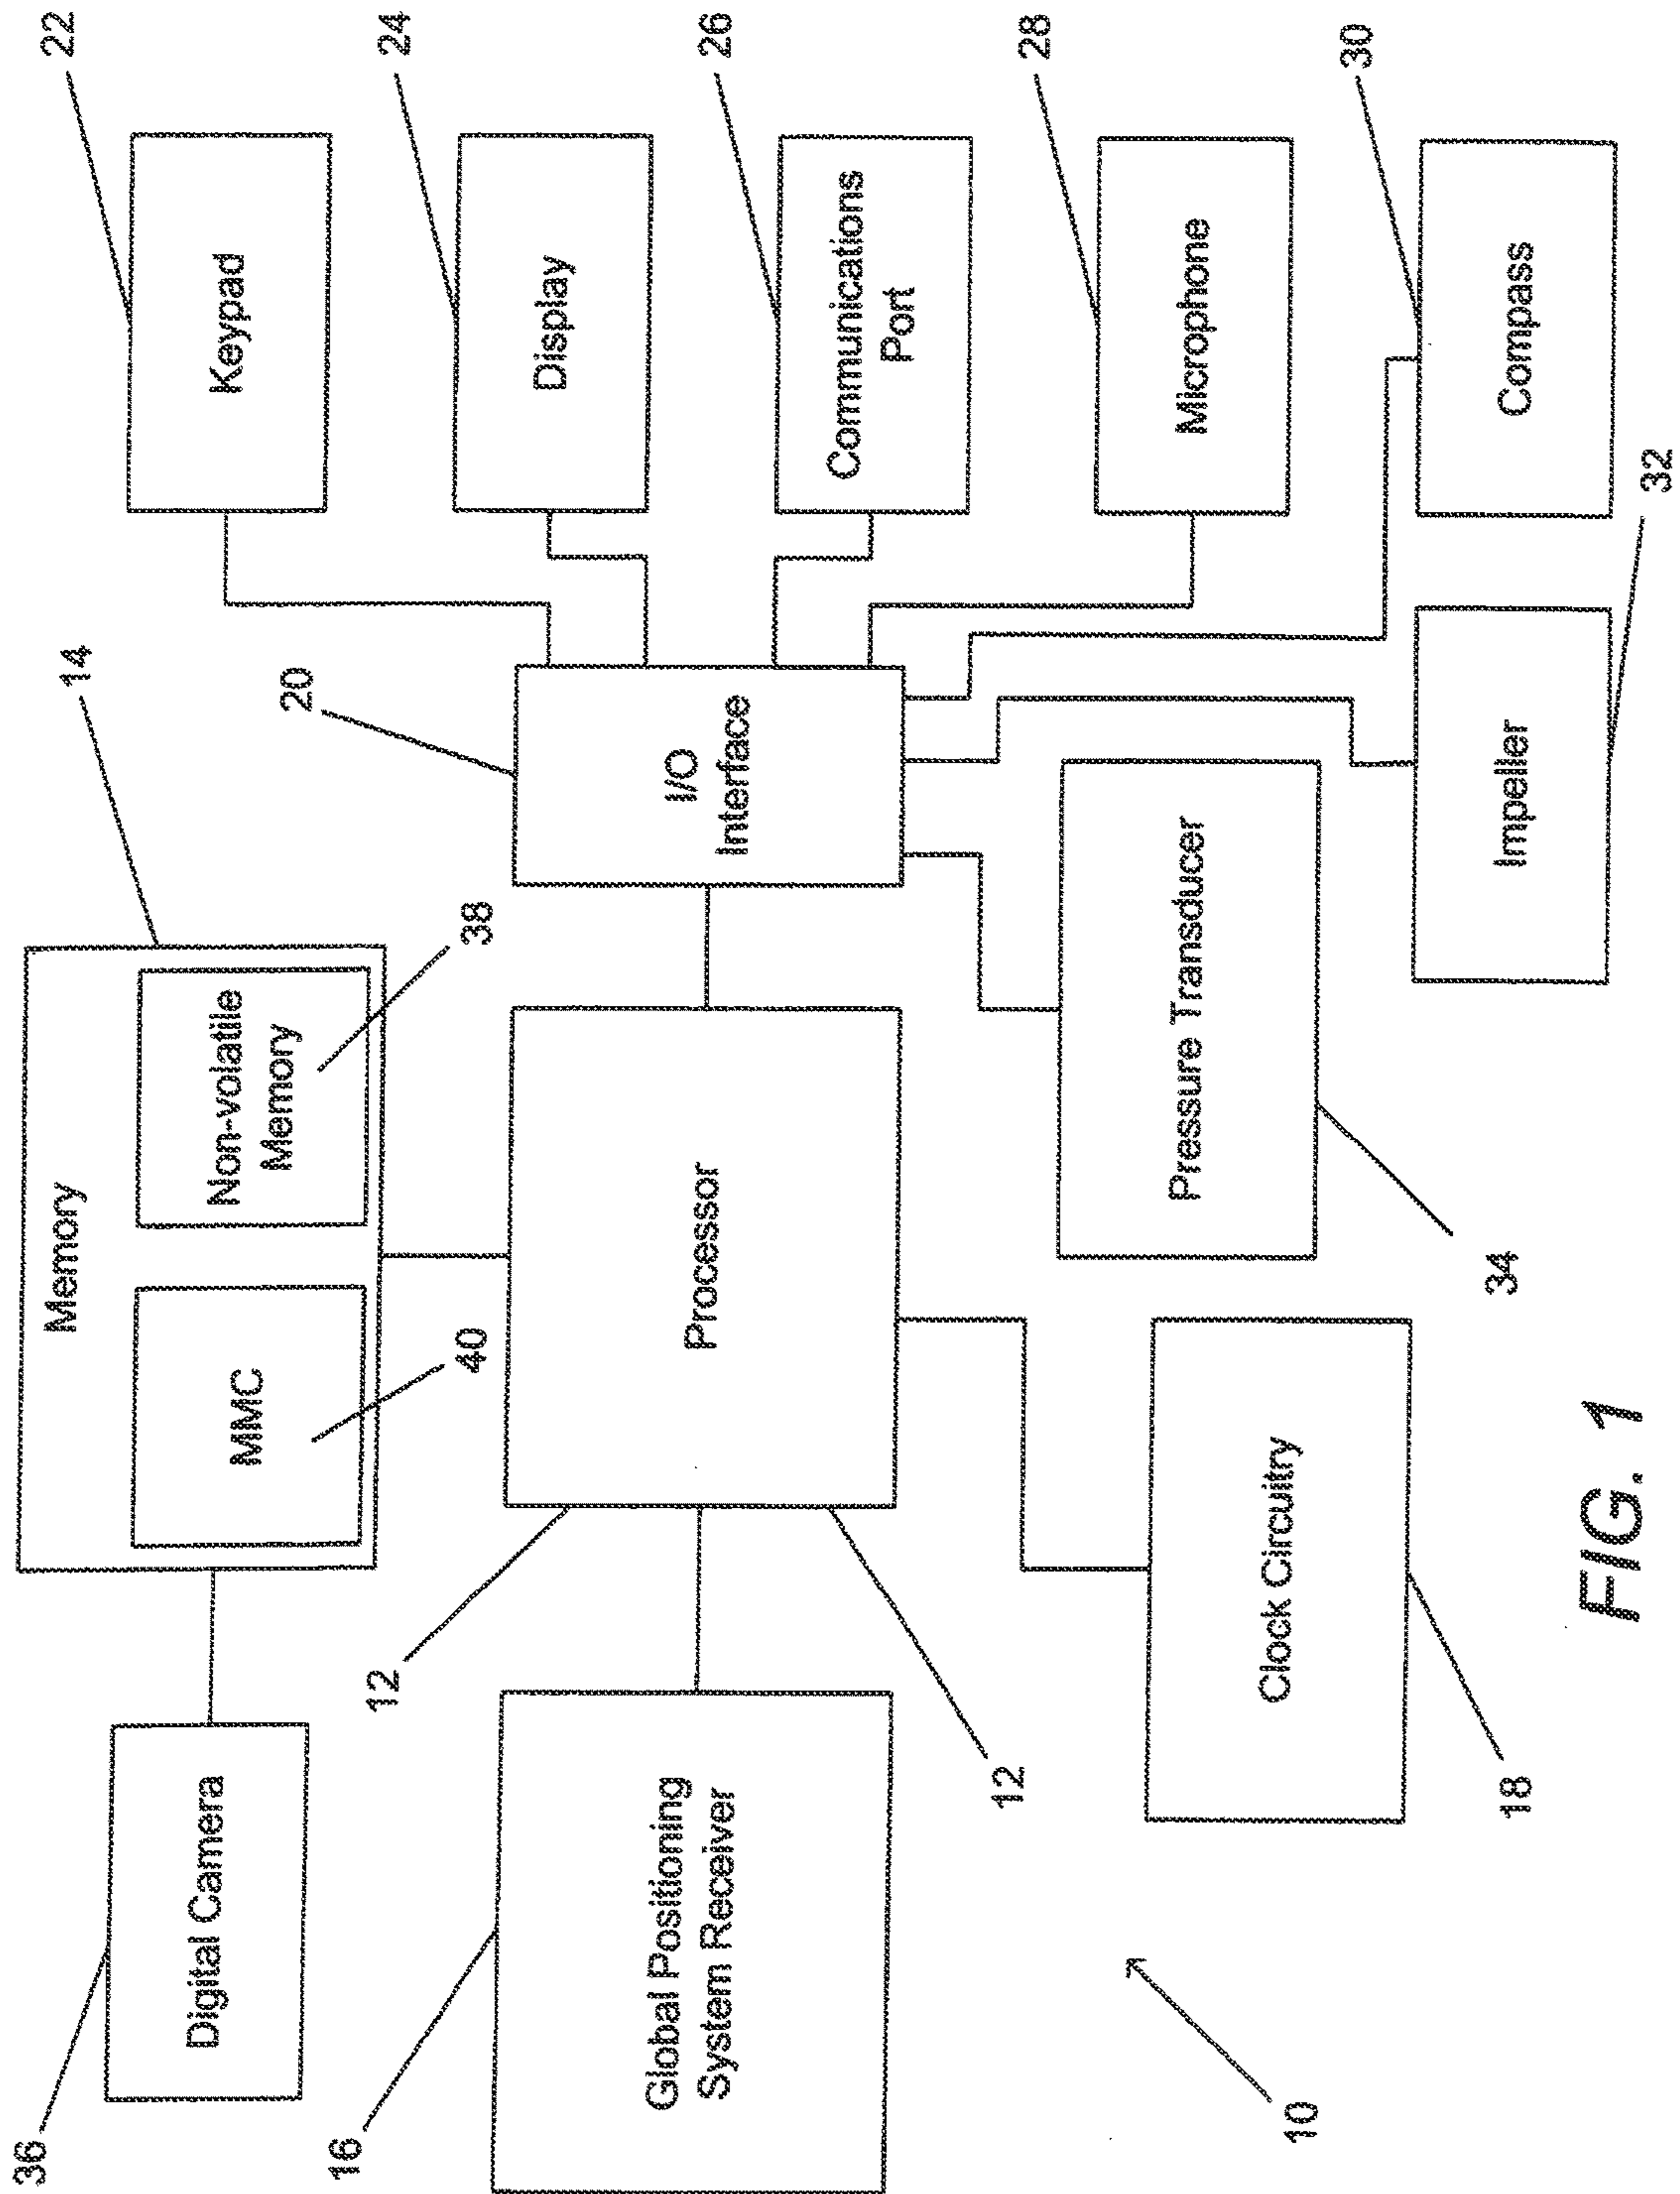 36
Digital Camera
16
Global Positioning
System Receiver
10
12
12
Memory
MMC
40
Non-volatile
Memory
38
14
Processor
Clock Circuitry
18
20
I/O
Interface
Pressure Transducer
34
Impeller
32
22
Keypad
24
Display
26
Communications
Port
28
Microphone
30
Compass
FIG. 1